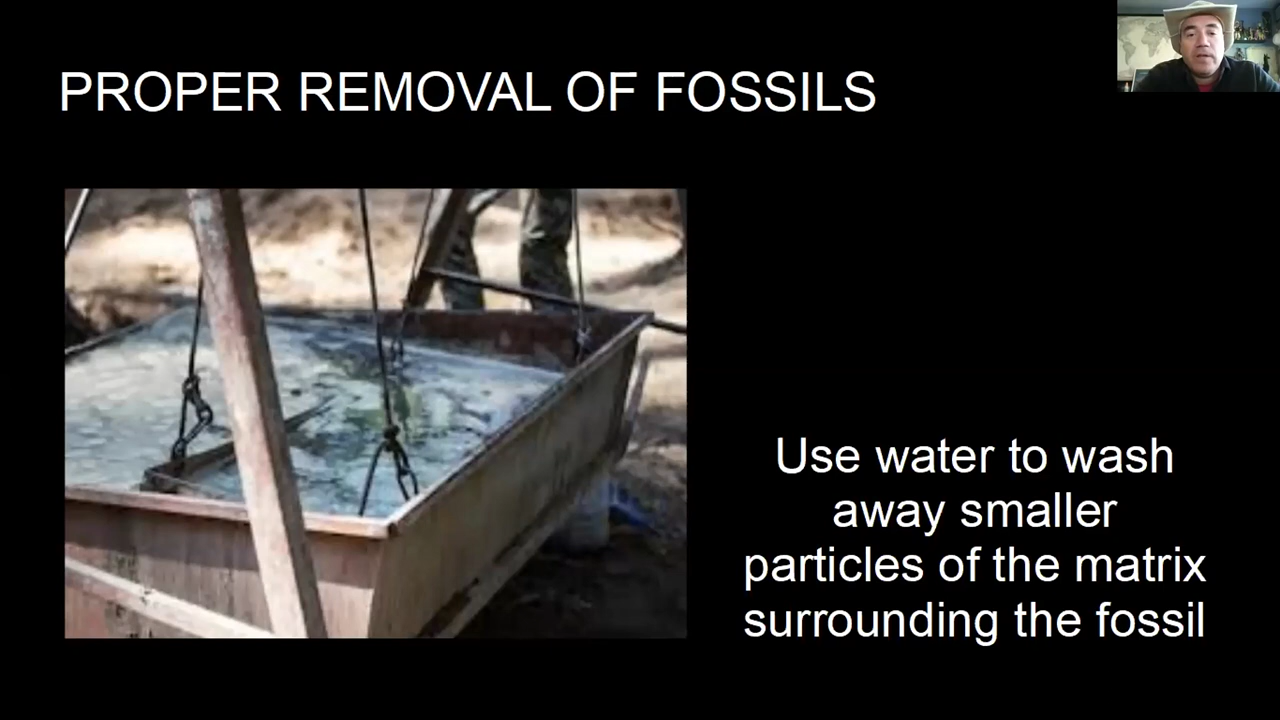 PROPER REMOVAL OF FOSSILS
Use water to wash
away smaller
particles of the matrix
surrounding the fossil